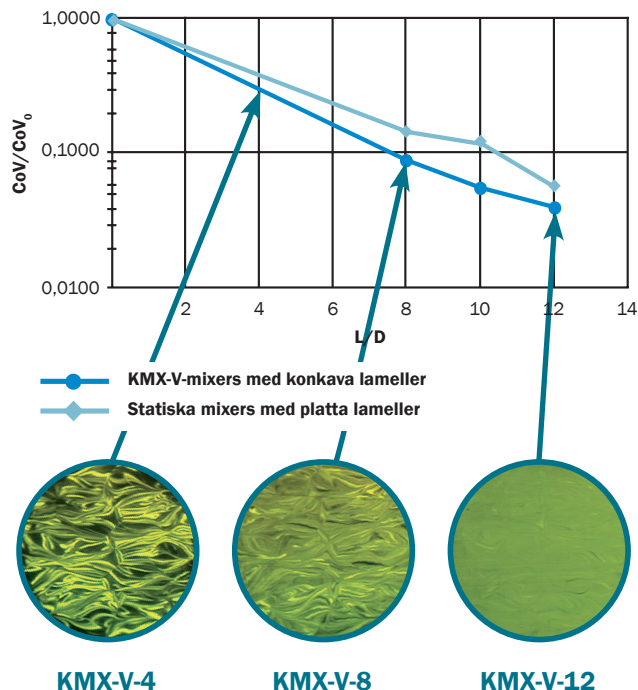 1,0000
0,1000
0,0100
CoV/CoV₀
2 4 6 8 10 12 14
L/D
KMX-V-mixers med konkava lameller
Statiska mixers med platta lameller
KMX-V-4 KMX-V-8 KMX-V-12